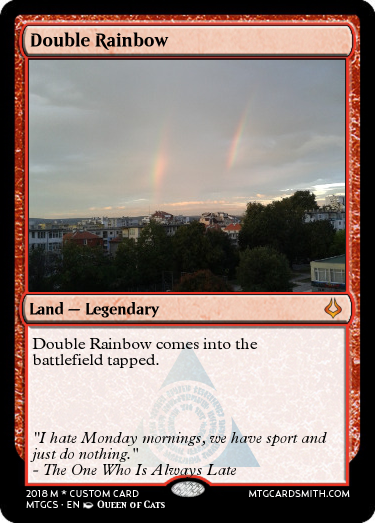 Double Rainbow
Land — Legendary
Double Rainbow comes into the
battlefield tapped.
"I hate Monday mornings, we have sport and
just do nothing."
- The One Who Is Always Late
2018 M * CUSTOM CARD
MTGCARDSMITH.COM
MTGCS · EN QUEEN OF CATS